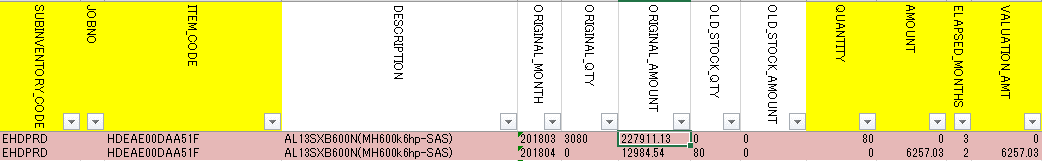 SUBINVENTORY_CODE JOBNO ITEM_CODE DESCRIPTION ORIGINAL_MONTH ORIGINAL_QTY ORIGINAL_AMOUNT OLD_STOCK_QTY OLD_STOCK_AMOUNT QUANTITY AMOUNT ELAPSED_MONTHS VALUATION_AMT
EHDPRD HDEAE00DAA51F AL13SXB600N(MH600k6hp-SAS) 201803 3080 227911.13 0 0 80 0 3 0
EHDPRD HDEAE00DAA51F AL13SXB600N(MH600k6hp-SAS) 201804 0 12984.54 80 0 0 6257.03 2 6257.03